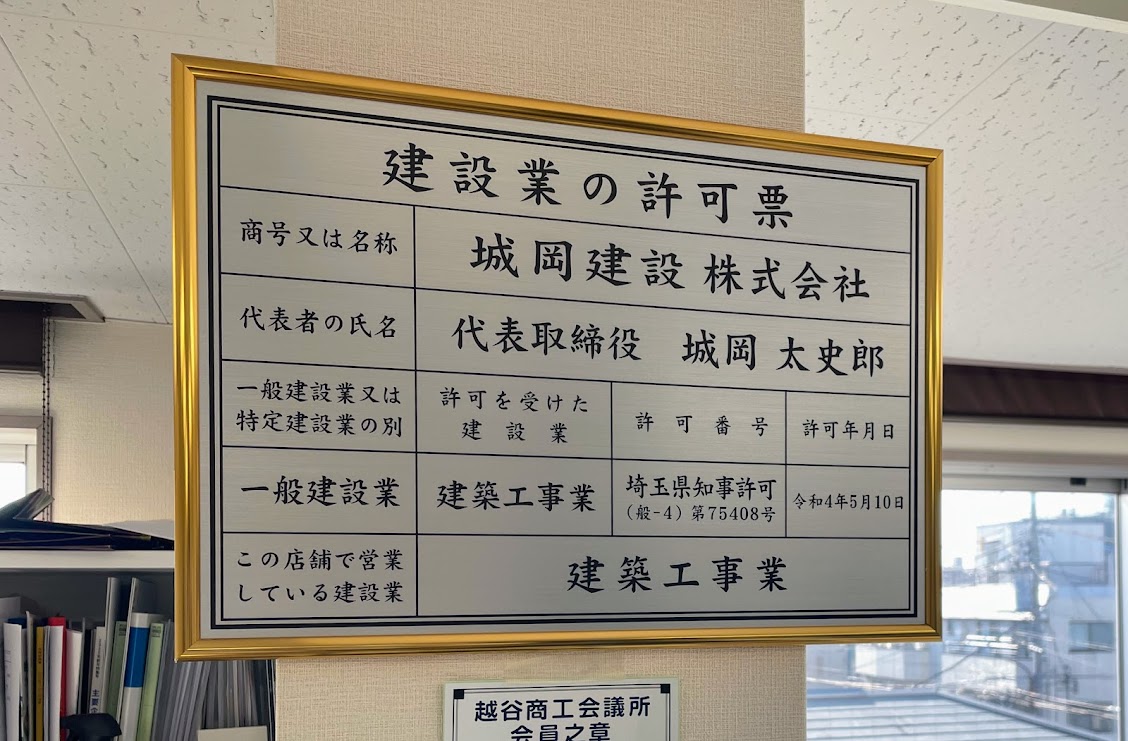 建設業の許可票
商号又は名称
城岡建設 株式会社
代表者の氏名
代表取締役 城岡 太史郎
一般建設業又は
特定建設業の別
許可を受けた
建設業
許可番号
許可年月日
一般建設業
建築工事業
埼玉県知事許可
(般-4) 第75408号
令和4年5月10日
この店舗で営業
している建設業
建築工事業
越谷商工会議所
会員之章